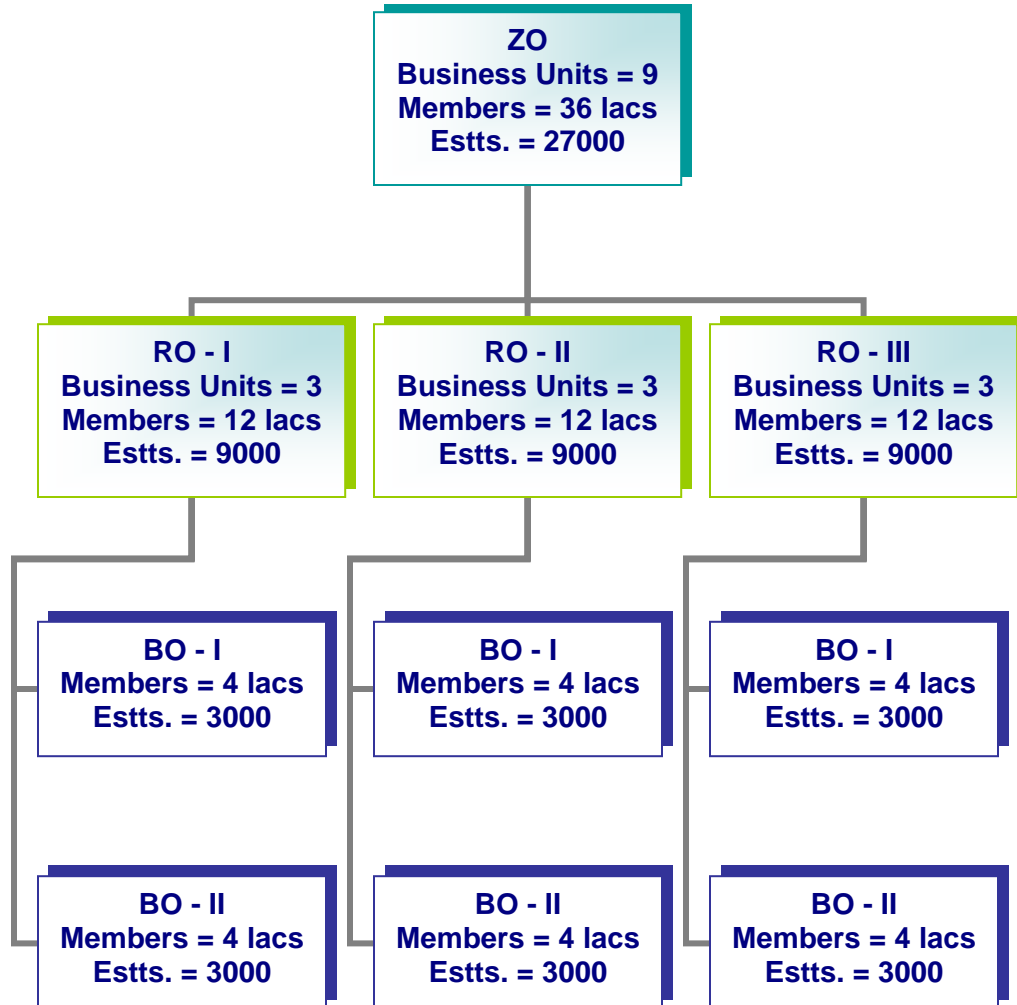 ZO
Business Units = 9
Members = 36 lacs
Estts. = 27000
RO - I
Business Units = 3
Members = 12 lacs
Estts. = 9000
RO - II
Business Units = 3
Members = 12 lacs
Estts. = 9000
RO - III
Business Units = 3
Members = 12 lacs
Estts. = 9000
BO - I
Members = 4 lacs
Estts. = 3000
BO - I
Members = 4 lacs
Estts. = 3000
BO - I
Members = 4 lacs
Estts. = 3000
BO - II
Members = 4 lacs
Estts. = 3000
BO - II
Members = 4 lacs
Estts. = 3000
BO - II
Members = 4 lacs
Estts. = 3000